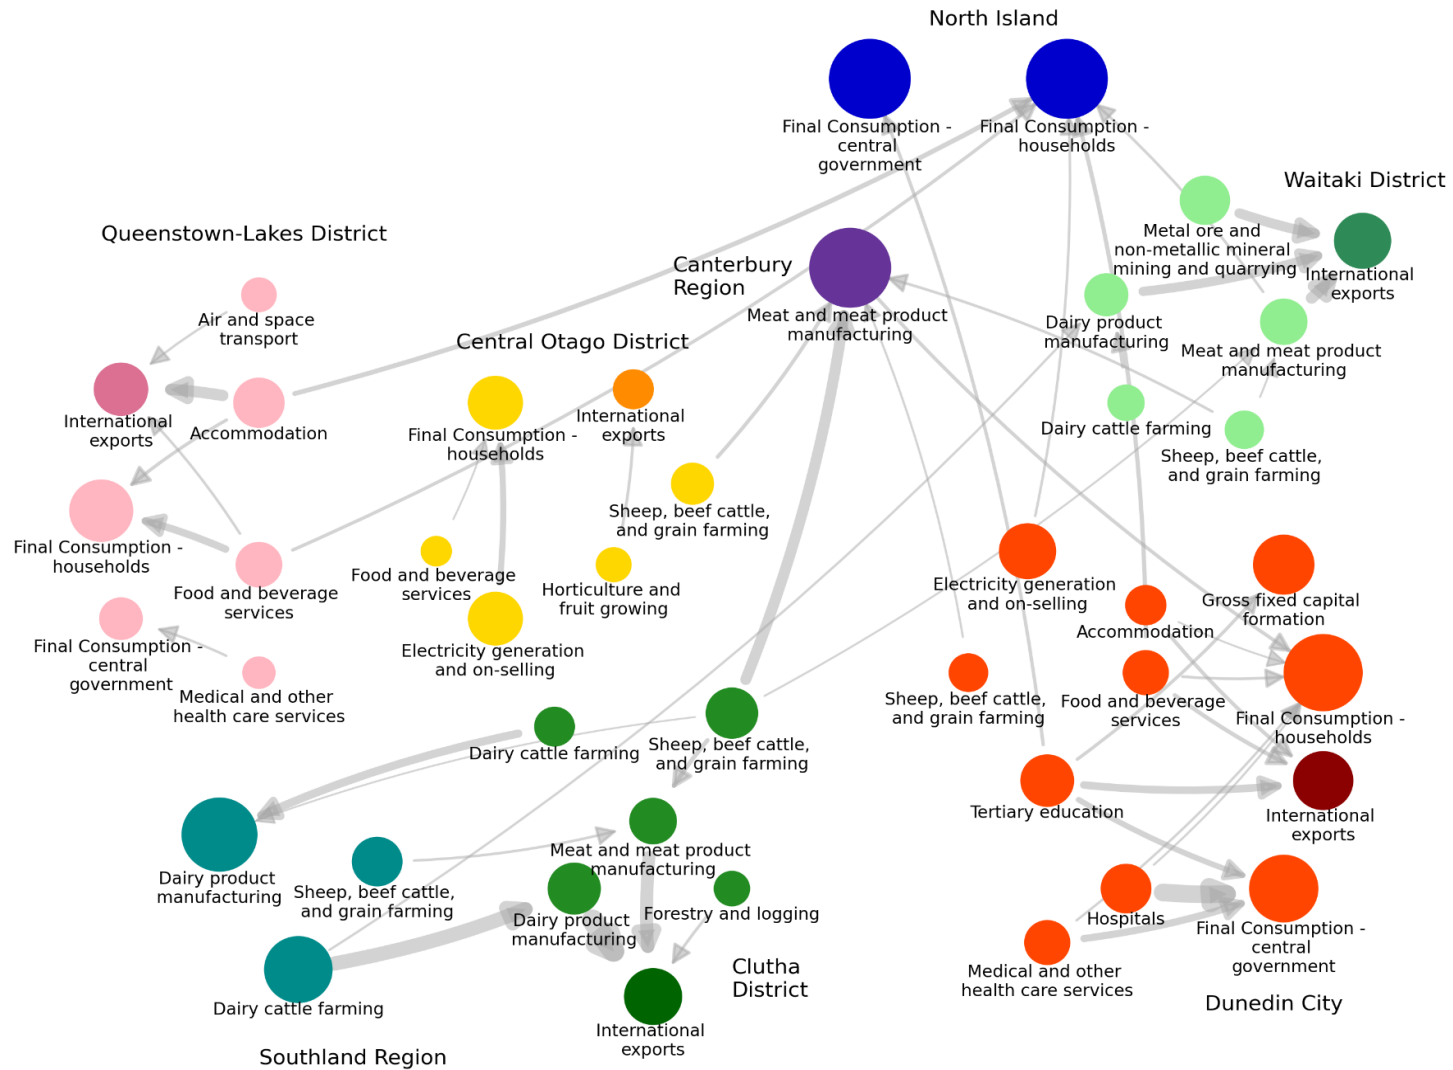 North Island
Final Consumption -
central
government
Final Consumption -
households
Waitaki District
Metal ore and
non-metallic mineral
mining and quarrying
International
exports
Dairy product
manufacturing
Meat and meat product
manufacturing
Dairy cattle farming
Sheep, beef cattle,
and grain farming
Canterbury
Region
Meat and meat product
manufacturing
Queenstown-Lakes District
Air and space
transport
International
exports
Accommodation
Final Consumption -
households
Food and beverage
services
Final Consumption -
central
government
Medical and other
health care services
Central Otago District
Final Consumption -
households
International
exports
Sheep, beef cattle,
and grain farming
Food and beverage
services
Horticulture and
fruit growing
Electricity generation
and on-selling
Electricity generation
and on-selling
Gross fixed capital
formation
Accommodation
Sheep, beef cattle,
and grain farming
Food and beverage
services
Final Consumption -
households
Tertiary education
International
exports
Hospitals
Final Consumption -
central
government
Medical and other
health care services
Dunedin City
Dairy cattle farming
Sheep, beef cattle,
and grain farming
Meat and meat product
manufacturing
Dairy product
manufacturing
Forestry and logging
Clutha
District
International
exports
Dairy product
manufacturing
Sheep, beef cattle,
and grain farming
Dairy cattle farming
Southland Region